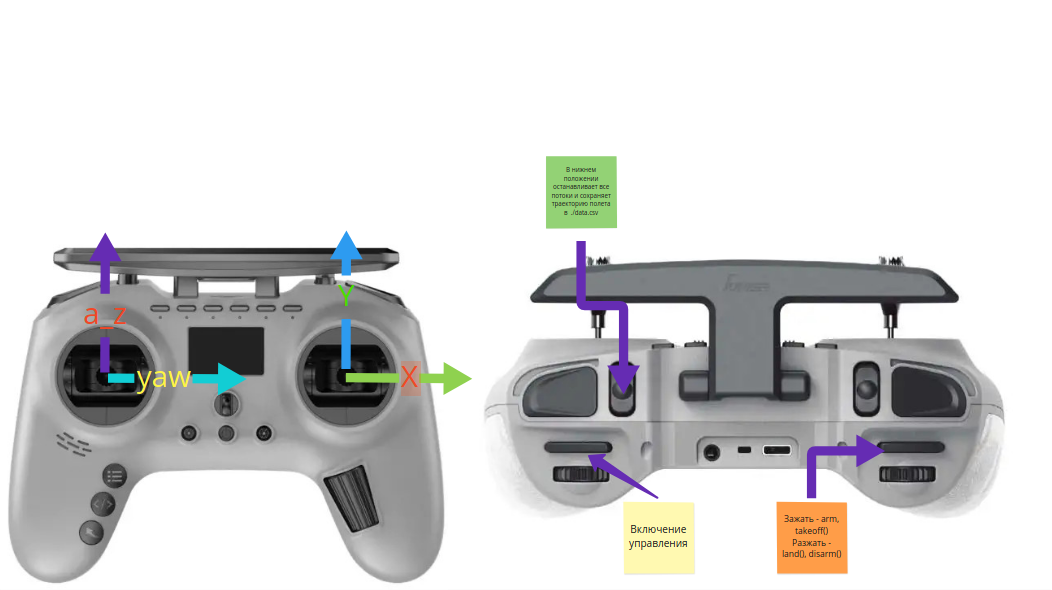 В нижнем
положении
останавливает все
потоки и сохраняет
траекторию полета
в ./data.csv
a_z
yaw
Y
X
Включение
управления
Зажать - arm,
takeoff()
Разжать -
land(), disarm()